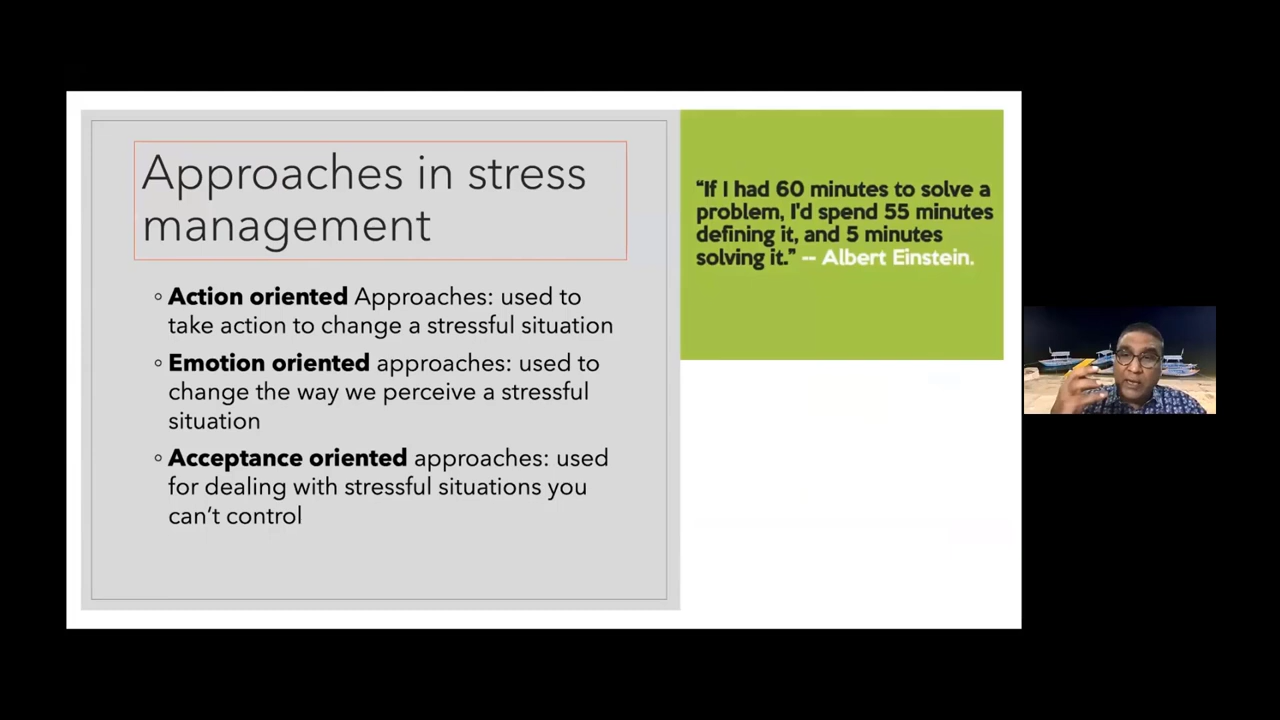 Approaches in stress
management
◦ Action oriented Approaches: used to
take action to change a stressful situation
◦ Emotion oriented approaches: used to
change the way we perceive a stressful
situation
◦ Acceptance oriented approaches: used
for dealing with stressful situations you
can’t control
“If I had 60 minutes to solve a
problem, I'd spend 55 minutes
defining it, and 5 minutes
solving it.” -- Albert Einstein.